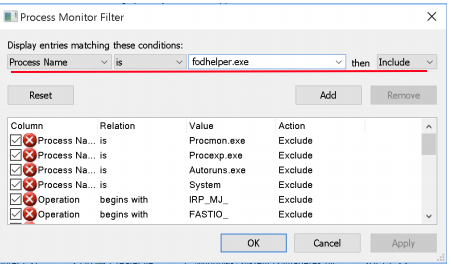 Process Monitor Filter
Display entries matching these conditions:
Process Name is fodhelper.exe then Include
Reset Add Remove
Column Relation Value Action
Process Na... is Procmon.exe Exclude
Process Na... is Procexp.exe Exclude
Process Na... is Autoruns.exe Exclude
Process Na... is System Exclude
Operation begins with IRP_MJ_ Exclude
Operation begins with FASTIO_ Exclude
OK Cancel Apply